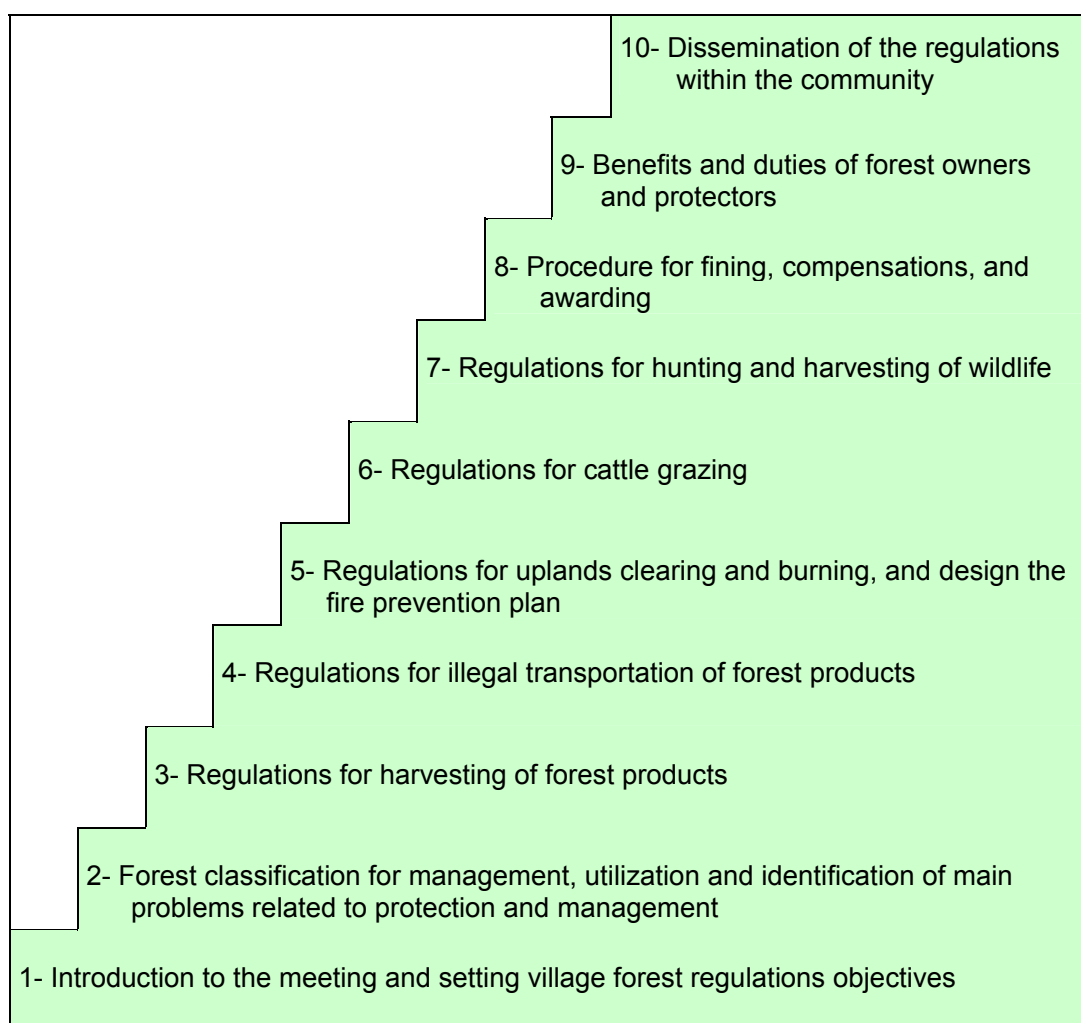 10- Dissemination of the regulations
within the community
9- Benefits and duties of forest owners
and protectors
8- Procedure for fining, compensations, and
awarding
7- Regulations for hunting and harvesting of wildlife
6- Regulations for cattle grazing
5- Regulations for uplands clearing and burning, and design the
fire prevention plan
4- Regulations for illegal transportation of forest products
3- Regulations for harvesting of forest products
2- Forest classification for management, utilization and identification of main
problems related to protection and management
1- Introduction to the meeting and setting village forest regulations objectives